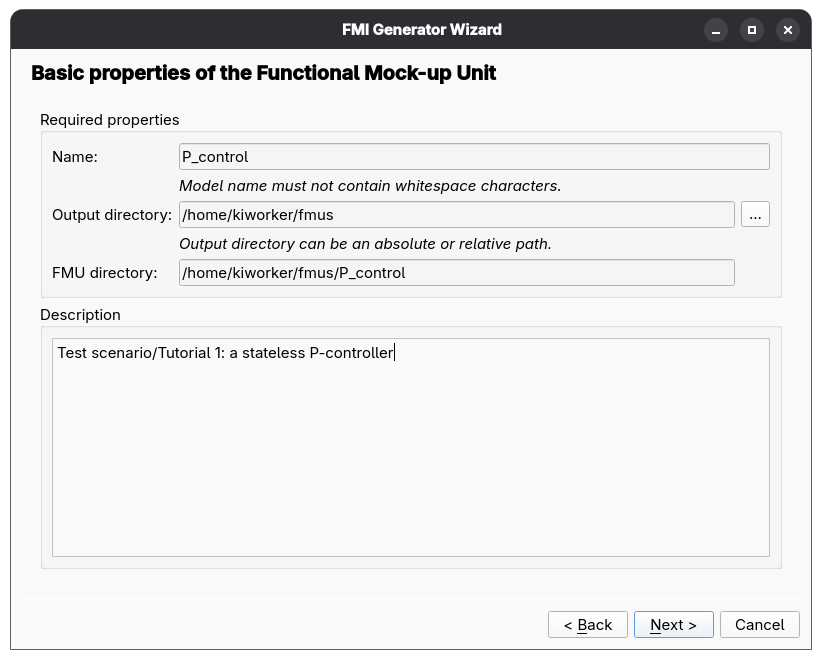 FMI Generator Wizard
Basic properties of the Functional Mock-up Unit
Required properties
Name: P_control
Model name must not contain whitespace characters.
Output directory: /home/kiworker/fmus ...
Output directory can be an absolute or relative path.
FMU directory: /home/kiworker/fmus/P_control
Description
Test scenario/Tutorial 1: a stateless P-controller
< Back Next > Cancel